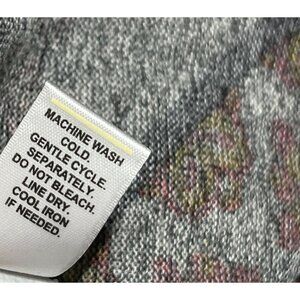 MACHINE WASH
COLD.
GENTLE CYCLE.
SEPARATELY.
DO NOT BLEACH.
LINE DRY.
COOL IRON
IF NEEDED.